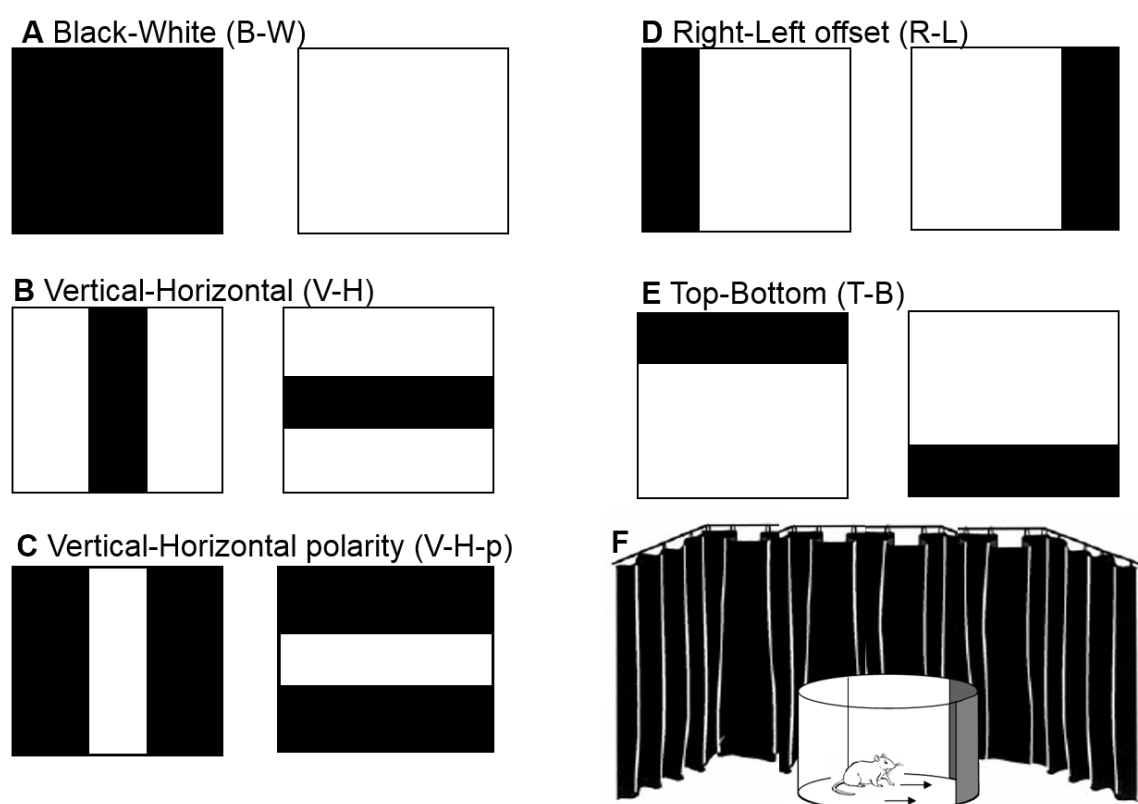 A Black-White (B-W)
B Vertical-Horizontal (V-H)
C Vertical-Horizontal polarity (V-H-p)
D Right-Left offset (R-L)
E Top-Bottom (T-B)
F